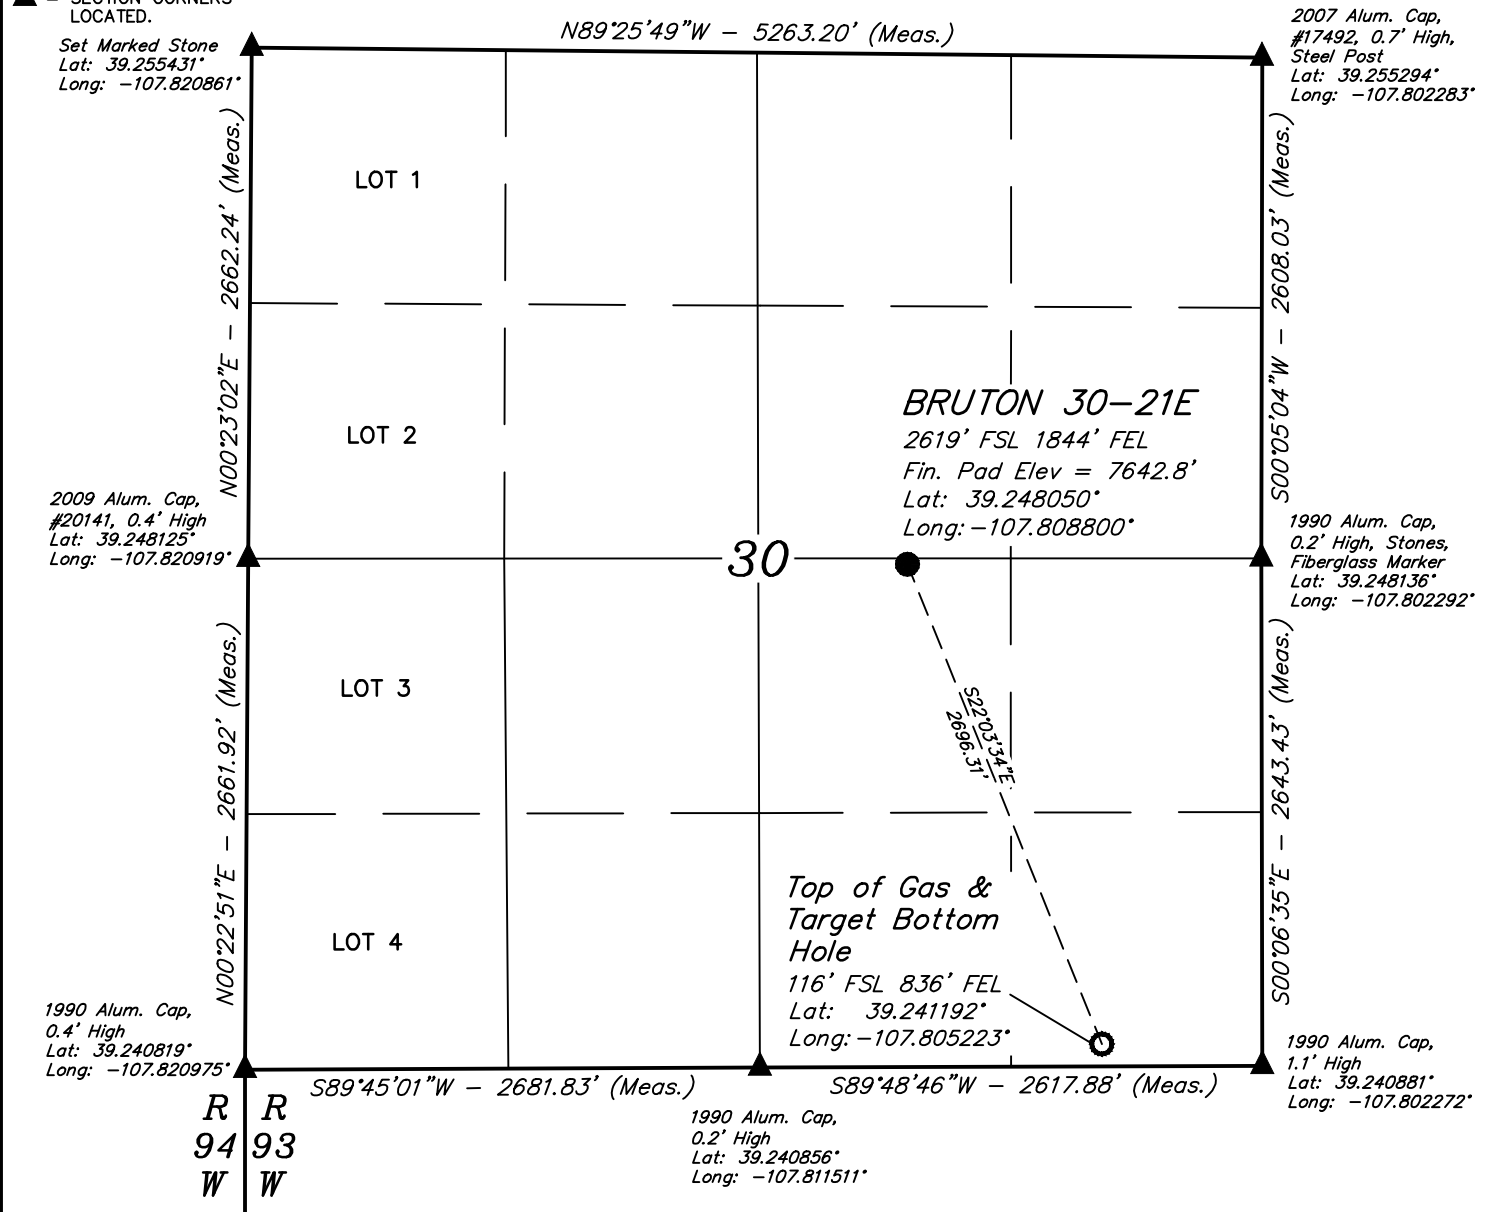 – SECTION CORNERS
LOCATED.
Set Marked Stone
Lat: 39.255431°
Long: –107.820861°
N89°25'49"W – 5263.20' (Meas.)
2007 Alum. Cap,
#17492, 0.7' High,
Steel Post
Lat: 39.255294°
Long: –107.802283°
N00°23'02"E – 2662.24' (Meas.)
LOT 1
S00°05'04"W – 2608.03' (Meas.)
LOT 2
BRUTON 30–21E
2619' FSL 1844' FEL
Fin. Pad Elev = 7642.8'
Lat: 39.248050°
Long: –107.808800°
2009 Alum. Cap,
#20141, 0.4' High
Lat: 39.248125°
Long: –107.820919°
30
1990 Alum. Cap,
0.2' High, Stones,
Fiberglass Marker
Lat: 39.248136°
Long: –107.802292°
N00°22'51"E – 2661.92' (Meas.)
LOT 3
S22°03'34"E
2696.31'
S00°06'35"E – 2643.43' (Meas.)
LOT 4
Top of Gas &
Target Bottom
Hole
116' FSL 836' FEL
Lat: 39.241192°
Long: –107.805223°
1990 Alum. Cap,
0.4' High
Lat: 39.240819°
Long: –107.820975°
1990 Alum. Cap,
1.1' High
Lat: 39.240881°
Long: –107.802272°
S89°45'01"W – 2681.83' (Meas.)
S89°48'46"W – 2617.88' (Meas.)
1990 Alum. Cap,
0.2' High
Lat: 39.240856°
Long: –107.811511°
R R
94 93
W W